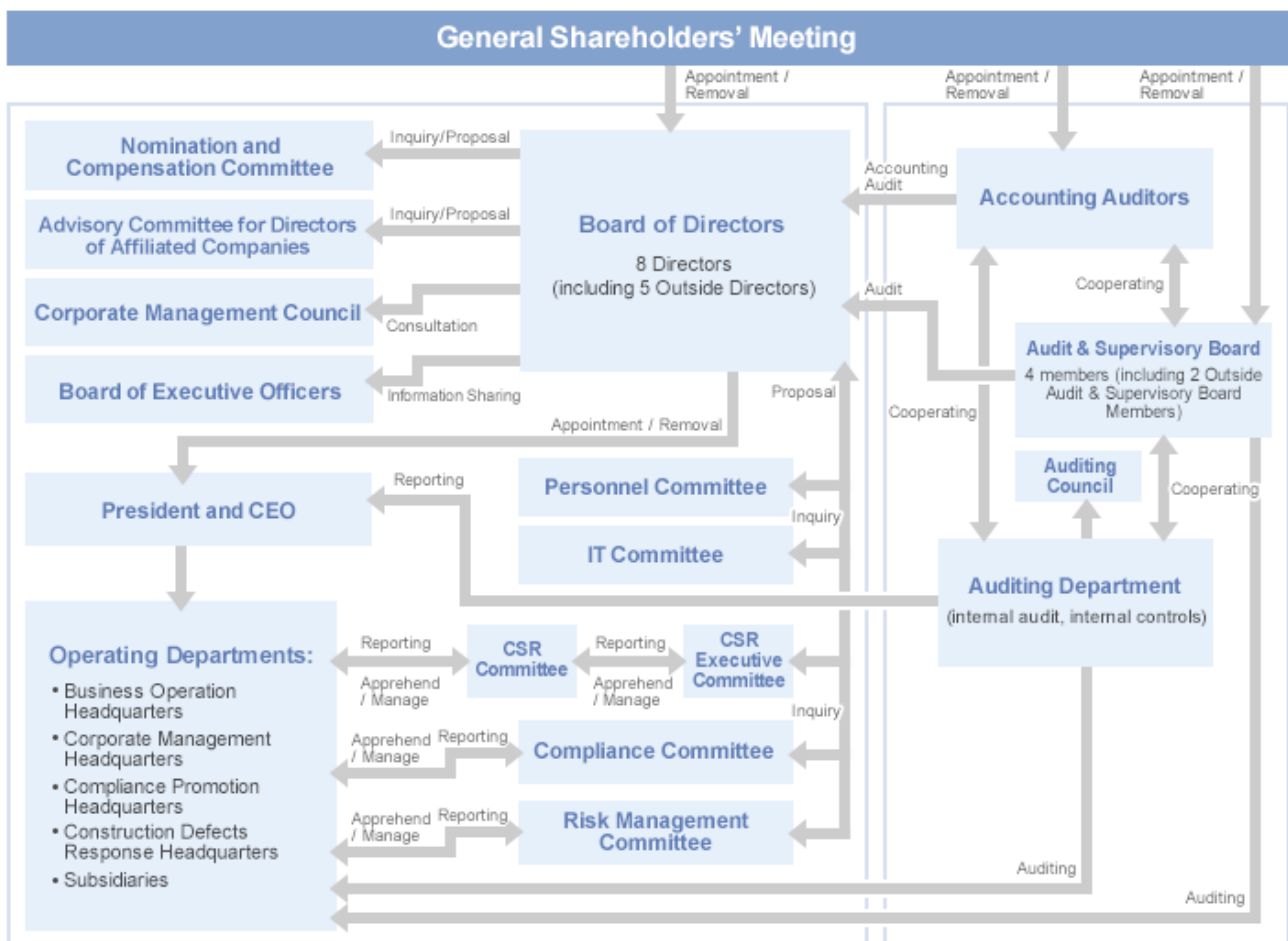 General Shareholders' Meeting
Appointment /
Removal
Appointment /
Removal
Appointment /
Removal
Nomination and
Compensation Committee
Inquiry/Proposal
Advisory Committee for Directors
of Affiliated Companies
Inquiry/Proposal
Corporate Management Council
Consultation
Board of Executive Officers
Information Sharing
Board of Directors
8 Directors
(including 5 Outside Directors)
Accounting
Audit
Accounting Auditors
Audit
Cooperating
Audit & Supervisory Board
4 members (including 2 Outside
Audit & Supervisory Board
Members)
Proposal
Cooperating
Appointment / Removal
President and CEO
Reporting
Personnel Committee
Inquiry
IT Committee
Auditing
Council
Cooperating
Auditing Department
(internal audit, internal controls)
Operating Departments:
• Business Operation
Headquarters
• Corporate Management
Headquarters
• Compliance Promotion
Headquarters
• Construction Defects
Response Headquarters
• Subsidiaries
Reporting
Apprehend
/ Manage
CSR
Committee
Reporting
Apprehend
/ Manage
CSR
Executive
Committee
Inquiry
Apprehend
/ Manage
Reporting
Compliance Committee
Apprehend
/ Manage
Reporting
Risk Management
Committee
Auditing
Auditing